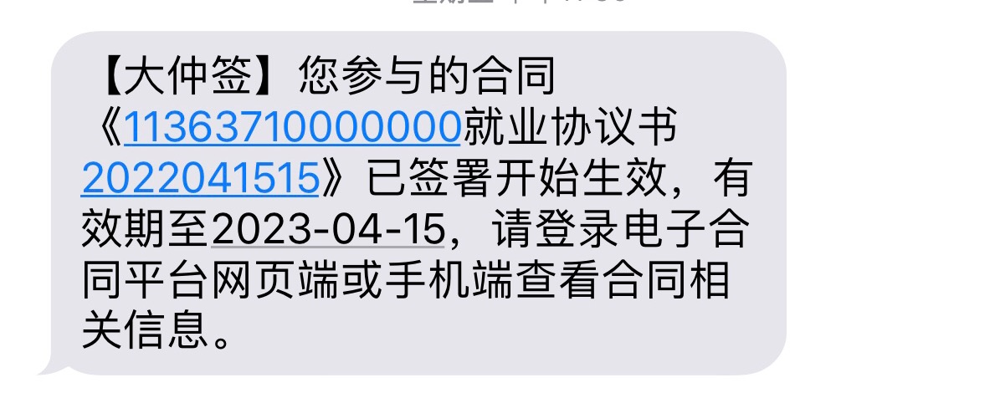 【大仲签】您参与的合同
《11363710000000就业协议书
2022041515》已签署开始生效，有
效期至2023-04-15，请登录电子合
同平台网页端或手机端查看合同相
关信息。